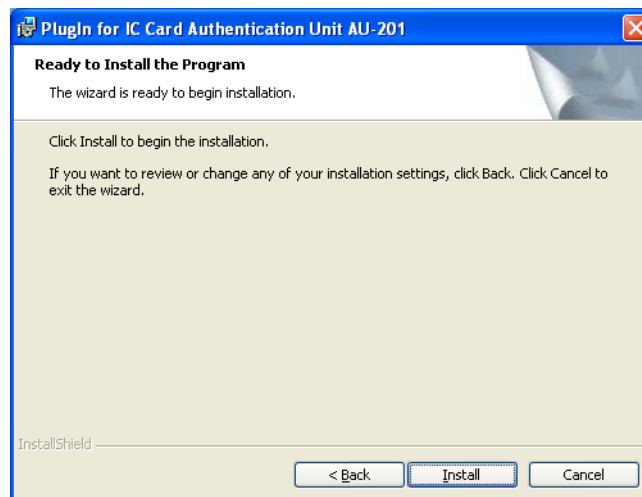 PlugIn for IC Card Authentication Unit AU-201
Ready to Install the Program
The wizard is ready to begin installation.
Click Install to begin the installation.
If you want to review or change any of your installation settings, click Back. Click Cancel to
exit the wizard.
InstallShield
< Back
Install
Cancel